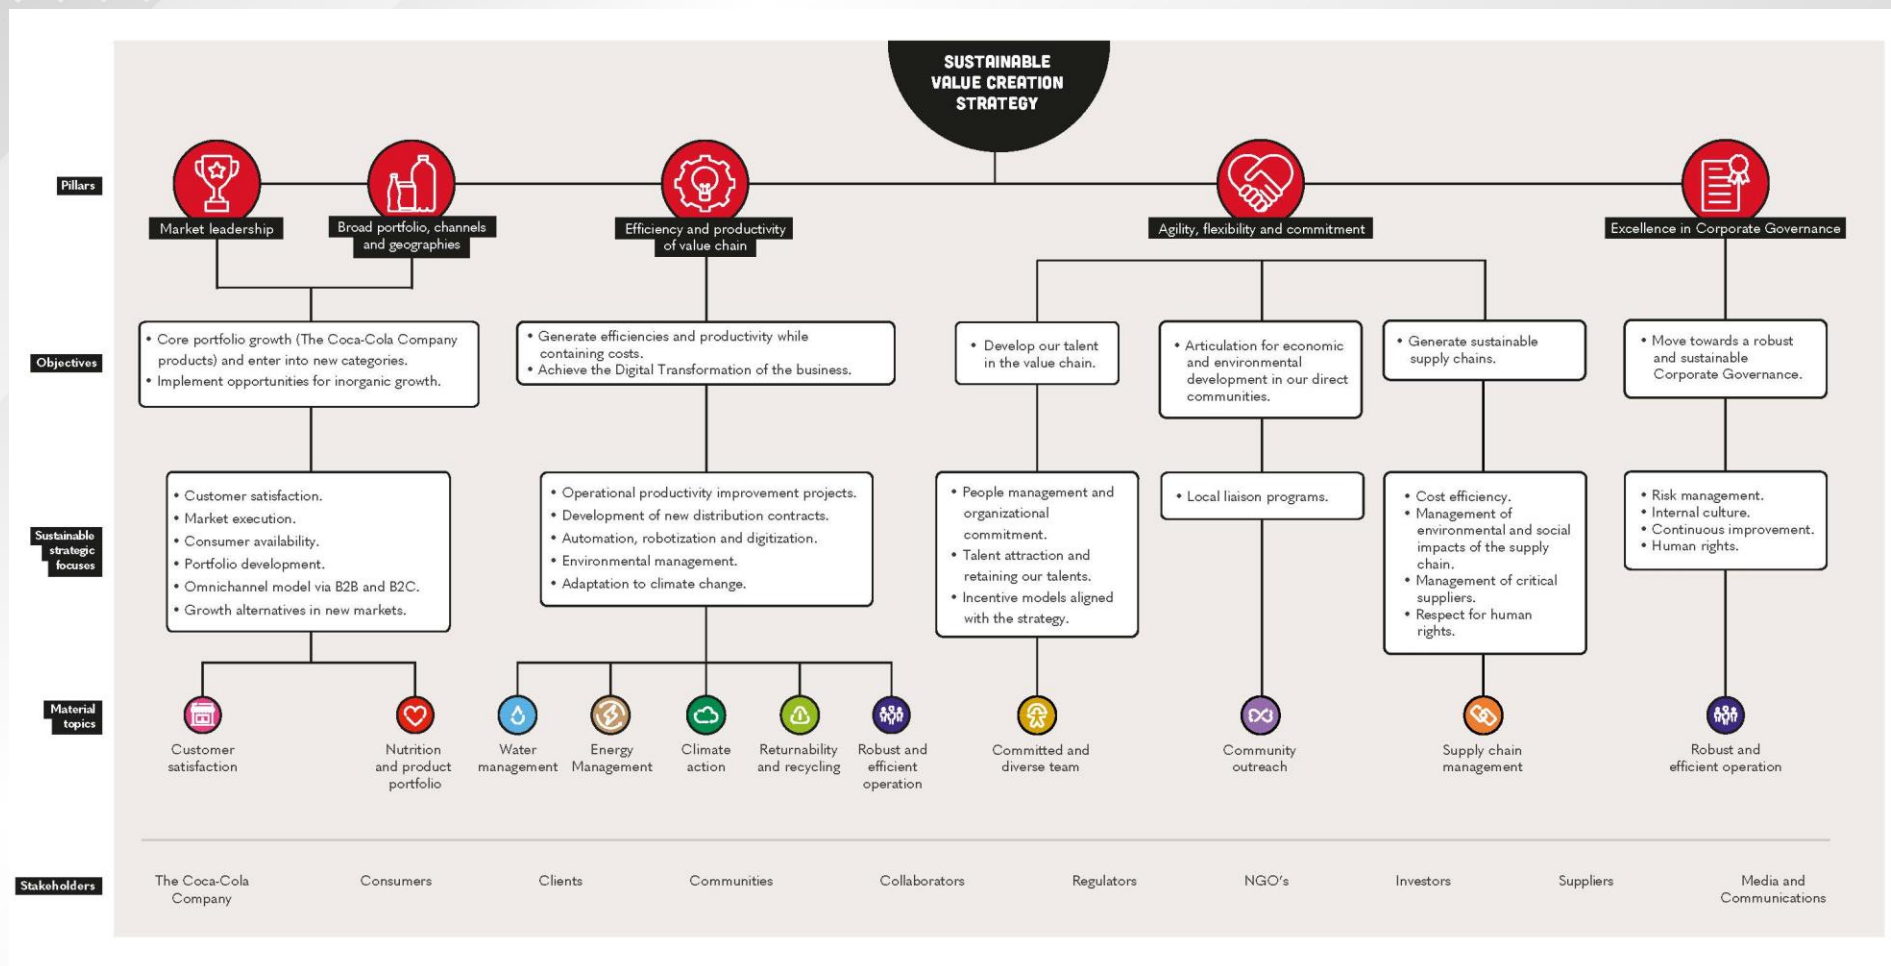 SUSTAINABLE
VALUE CREATION
STRATEGY
Pillars
Market leadership
Broad portfolio, channels
and geographies
Efficiency and productivity
of value chain
Agility, flexibility and commitment
Excellence in Corporate Governance
Objectives
• Core portfolio growth (The Coca-Cola Company
products) and enter into new categories.
• Implement opportunities for inorganic growth.
• Generate efficiencies and productivity while
containing costs.
• Achieve the Digital Transformation of the business.
• Develop our talent
in the value chain.
• Articulation for economic
and environmental
development in our direct
communities.
• Generate sustainable
supply chains.
• Move towards a robust
and sustainable
Corporate Governance.
Sustainable
strategic
focuses
• Customer satisfaction.
• Market execution.
• Consumer availability.
• Portfolio development.
• Omnichannel model via B2B and B2C.
• Growth alternatives in new markets.
• Operational productivity improvement projects.
• Development of new distribution contracts.
• Automation, robotization and digitization.
• Environmental management.
• Adaptation to climate change.
• People management and
organizational
commitment.
• Talent attraction and
retaining our talents.
• Incentive models aligned
with the strategy.
• Local liaison programs.
• Cost efficiency.
• Management of
environmental and social
impacts of the supply
chain.
• Management of critical
suppliers.
• Respect for human
rights.
• Risk management.
• Internal culture.
• Continuous improvement.
• Human rights.
Material
topics
Customer
satisfaction
Nutrition
and product
portfolio
Water
management
Energy
Management
Climate
action
Returnability
and recycling
Robust and
efficient
operation
Committed and
diverse team
Community
outreach
Supply chain
management
Robust and
efficient operation
Stakeholders
The Coca-Cola
Company
Consumers
Clients
Communities
Collaborators
Regulators
NGO's
Investors
Suppliers
Media and
Communications